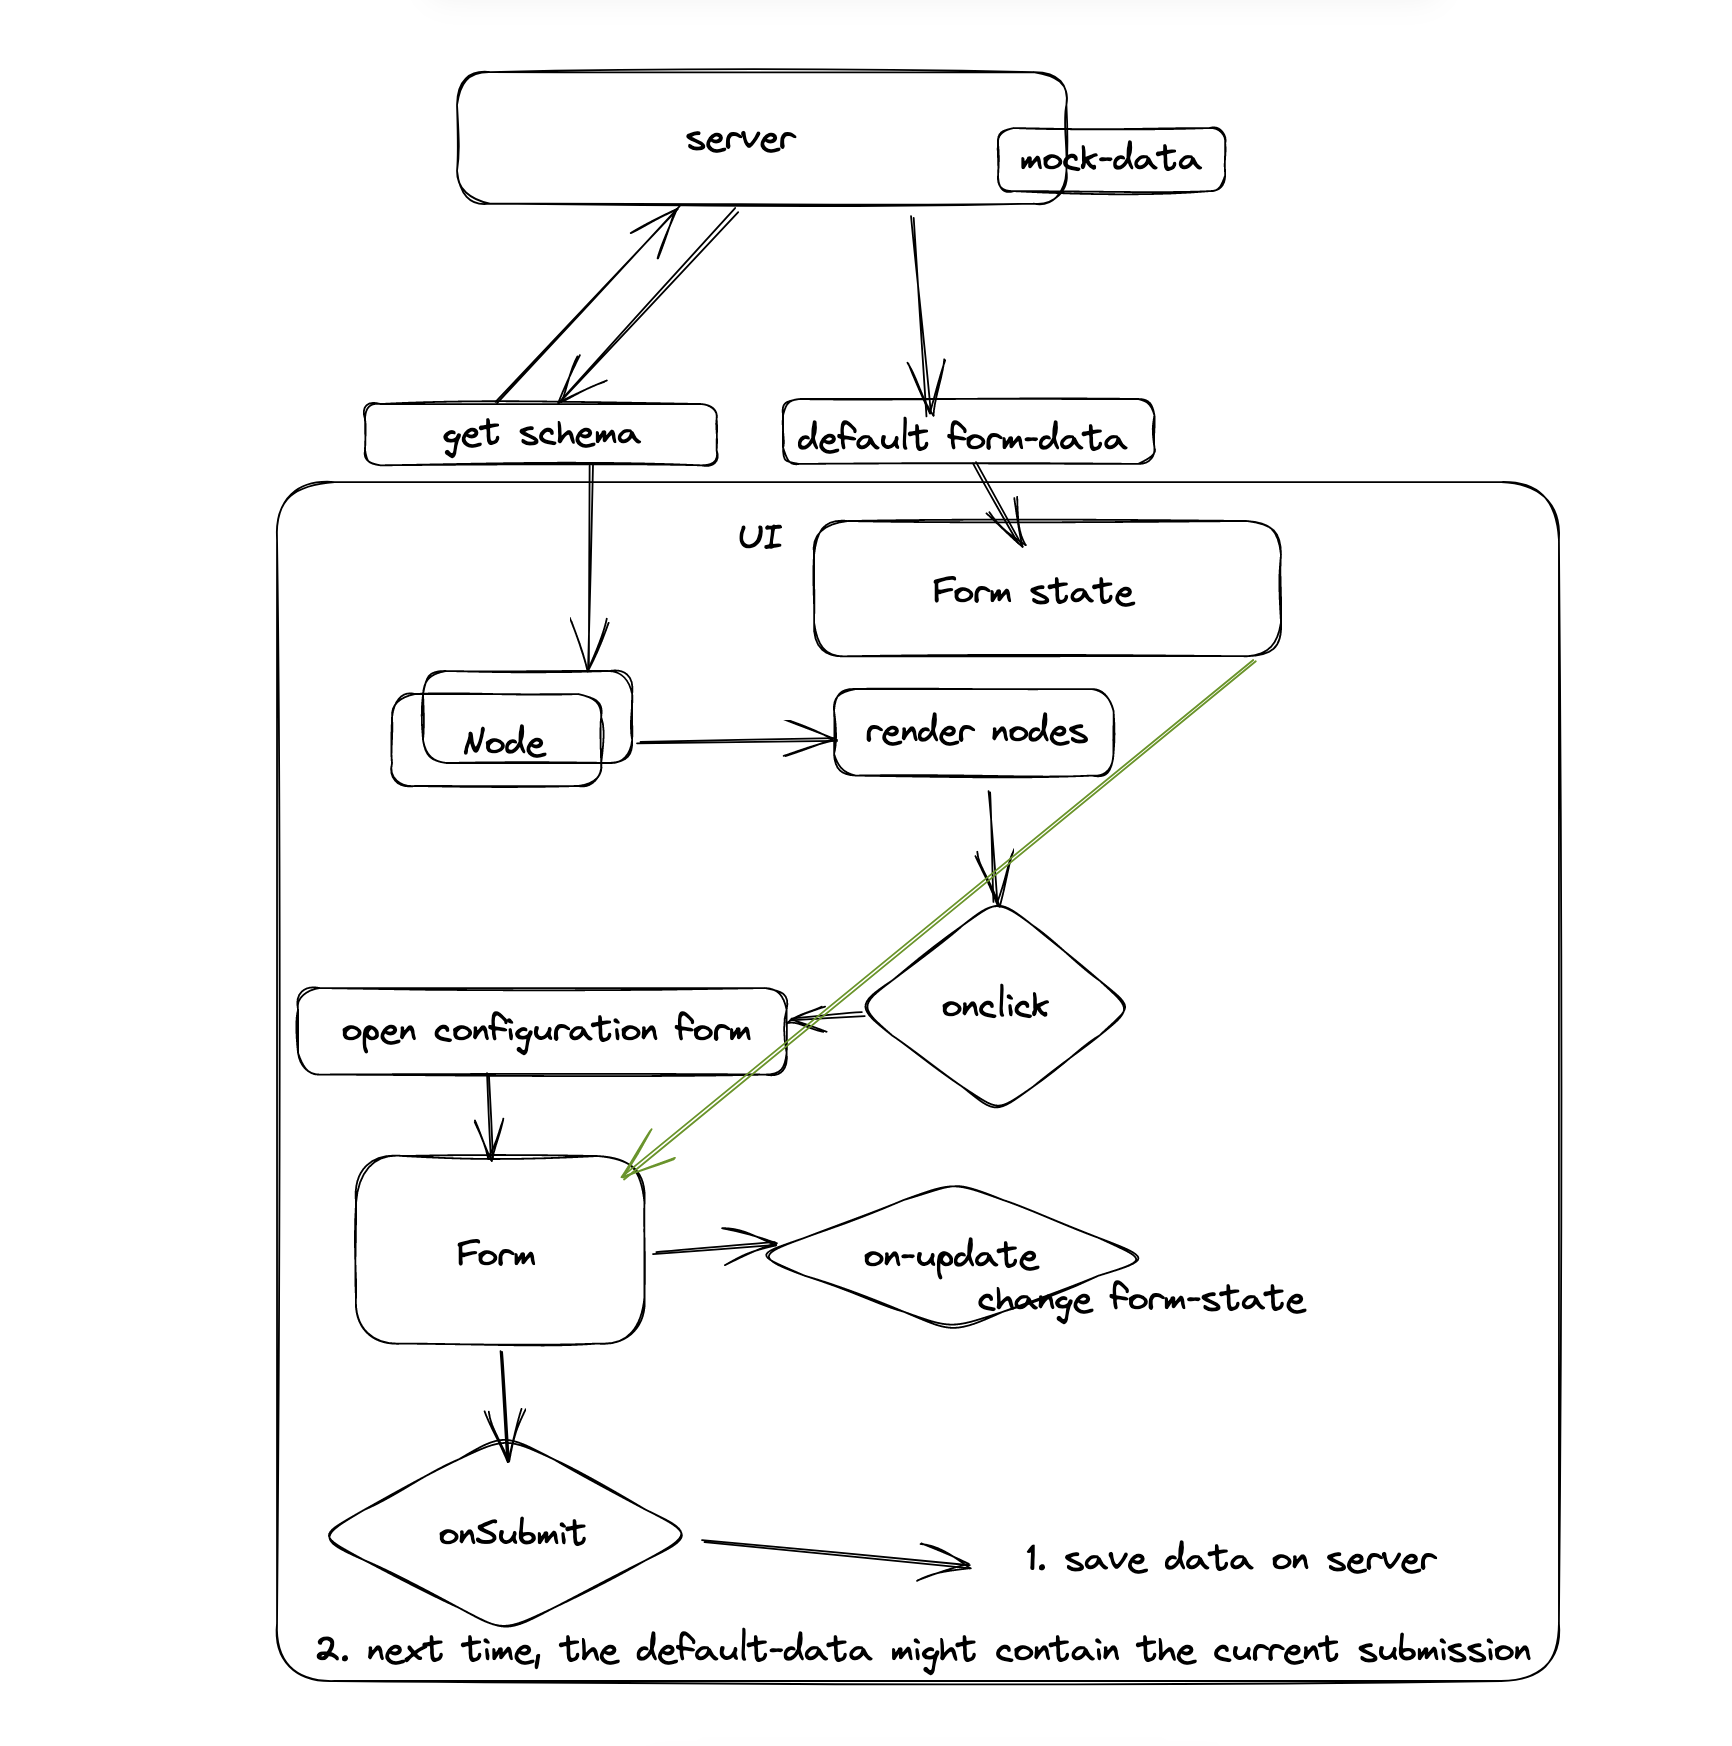 server
mock-data
get schema
default form-data
UI
Form state
Node
render nodes
onclick
open configuration form
Form
on-update
change form-state
onSubmit
1. save data on server
2. next time, the default-data might contain the current submission